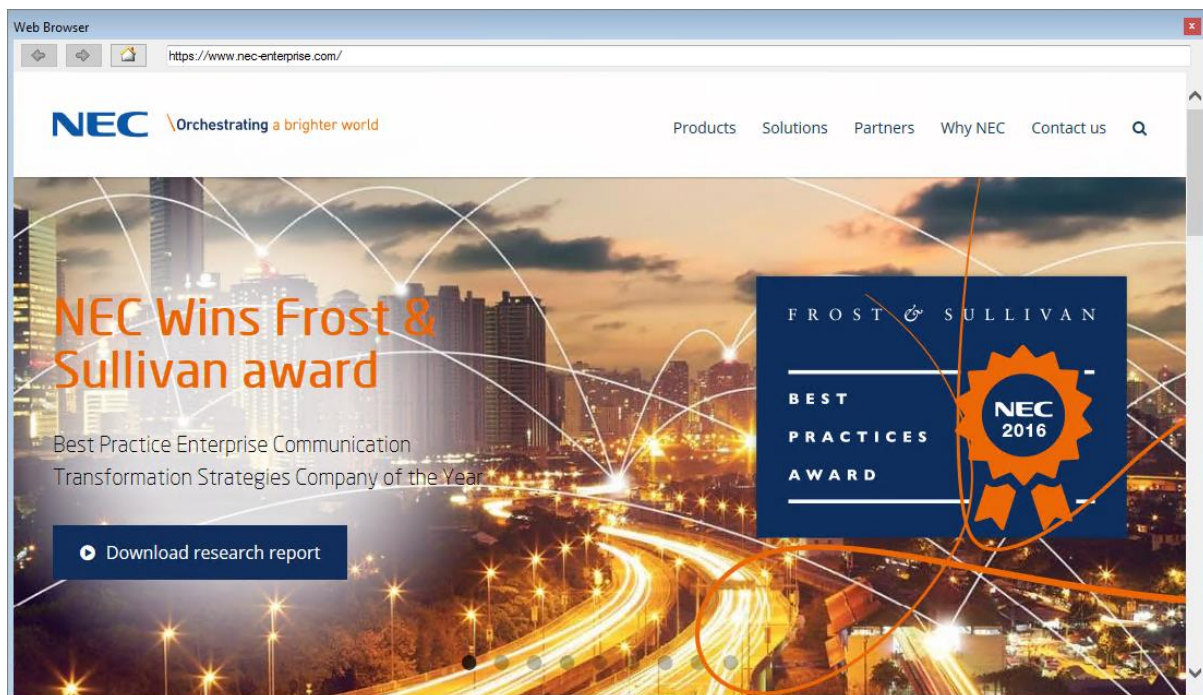 Web Browser
x
https://www.nec-enterprise.com/
NEC \Orchestrating a brighter world
Products Solutions Partners Why NEC Contact us
NEC Wins Frost &
Sullivan award
Best Practice Enterprise Communication
Transformation Strategies Company of the Year
Download research report
FROST & SULLIVAN
BEST
PRACTICES
AWARD
NEC
2016